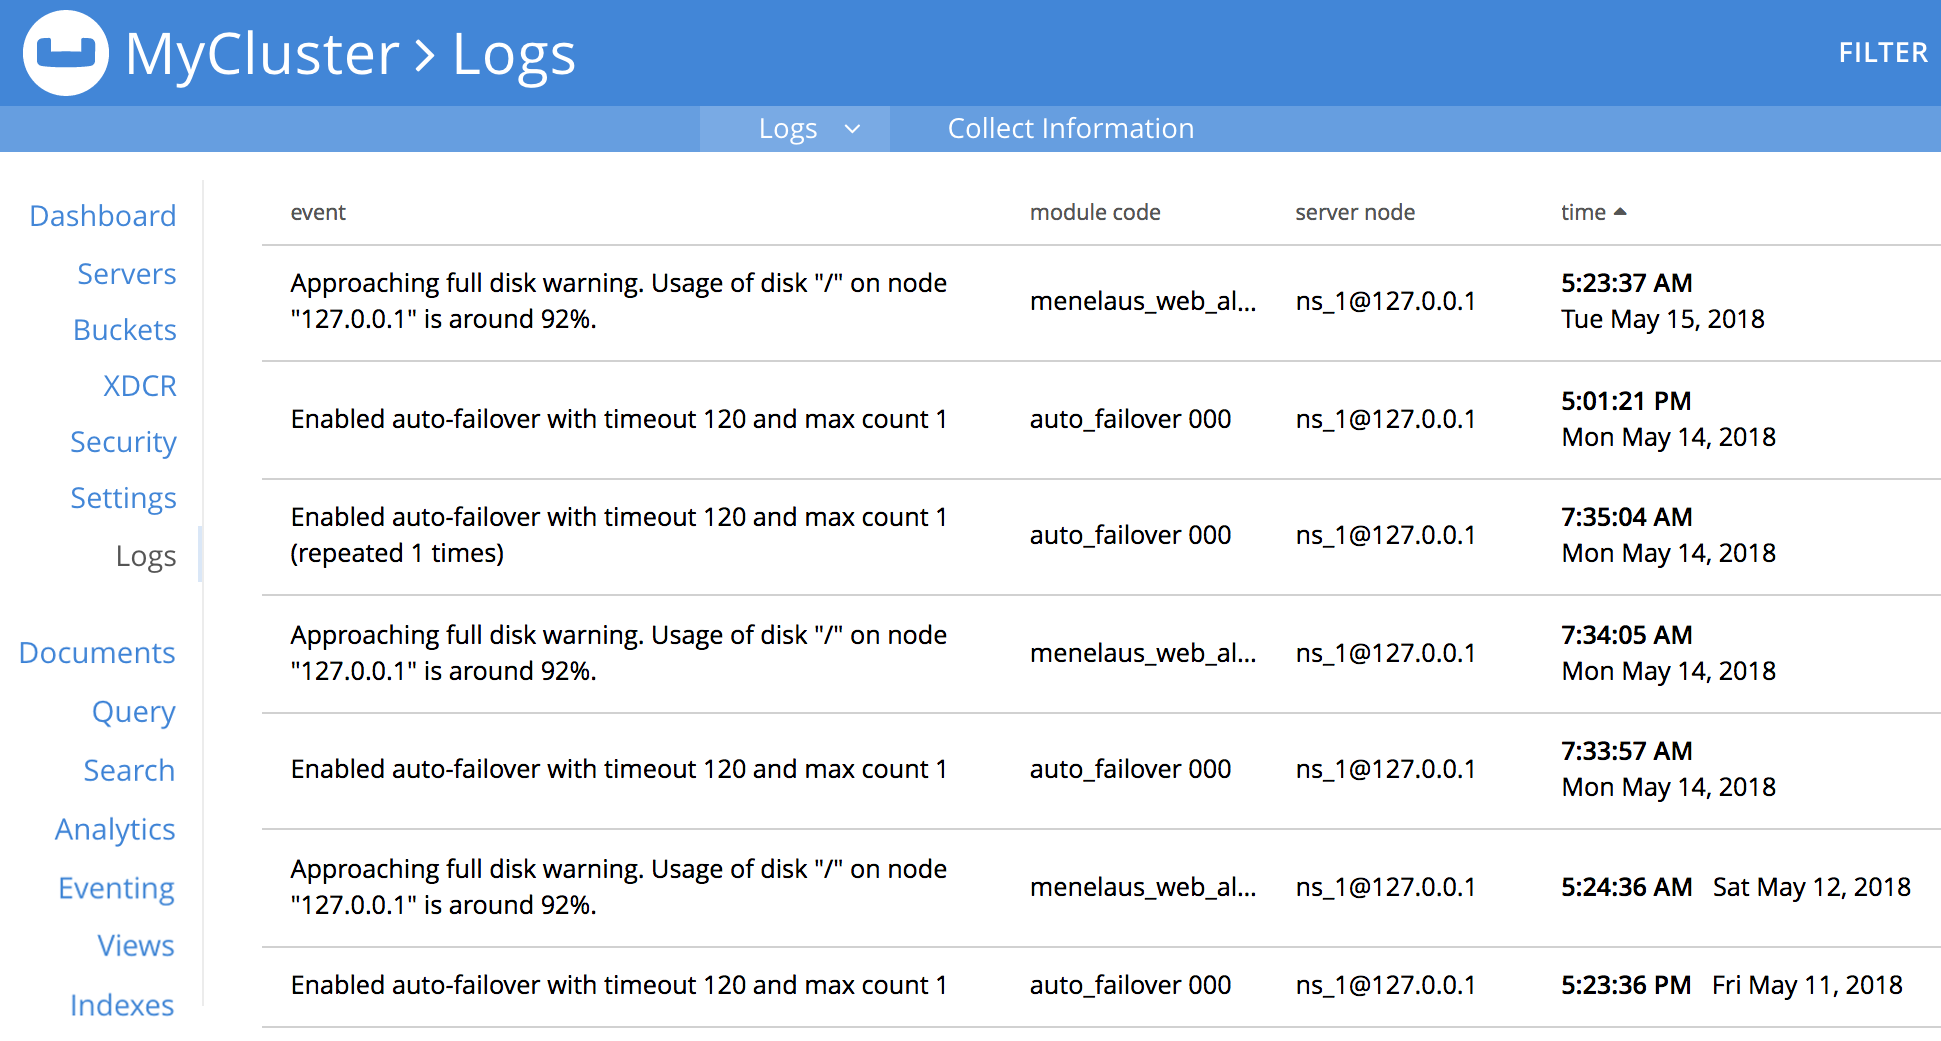 MyCluster > Logs
FILTER
Logs
Collect Information
Dashboard
Servers
Buckets
XDCR
Security
Settings
Logs
Documents
Query
Search
Analytics
Eventing
Views
Indexes
event module code server node time
Approaching full disk warning. Usage of disk "/" on node
"127.0.0.1" is around 92%.
menelaus_web_al...
ns_1@127.0.0.1
5:23:37 AM
Tue May 15, 2018
Enabled auto-failover with timeout 120 and max count 1
auto_failover 000
ns_1@127.0.0.1
5:01:21 PM
Mon May 14, 2018
Enabled auto-failover with timeout 120 and max count 1
(repeated 1 times)
auto_failover 000
ns_1@127.0.0.1
7:35:04 AM
Mon May 14, 2018
Approaching full disk warning. Usage of disk "/" on node
"127.0.0.1" is around 92%.
menelaus_web_al...
ns_1@127.0.0.1
7:34:05 AM
Mon May 14, 2018
Enabled auto-failover with timeout 120 and max count 1
auto_failover 000
ns_1@127.0.0.1
7:33:57 AM
Mon May 14, 2018
Approaching full disk warning. Usage of disk "/" on node
"127.0.0.1" is around 92%.
menelaus_web_al...
ns_1@127.0.0.1
5:24:36 AM Sat May 12, 2018
Enabled auto-failover with timeout 120 and max count 1
auto_failover 000
ns_1@127.0.0.1
5:23:36 PM Fri May 11, 2018